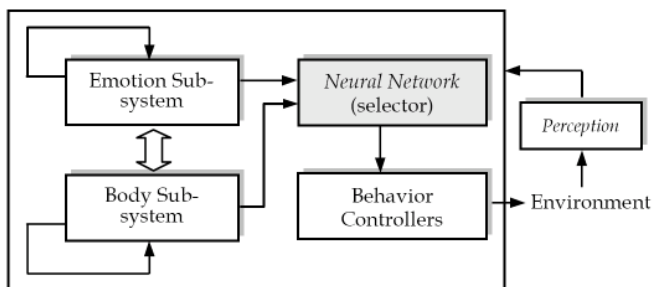 Emotion Sub-
system
Neural Network
(selector)
Perception
Body Sub-
system
Behavior
Controllers
Environment